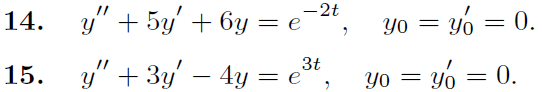 14. y'' + 5y' + 6y = e^{-2t}, y_0 = y'_0 = 0.
15. y'' + 3y' − 4y = e^{3t}, y_0 = y'_0 = 0.